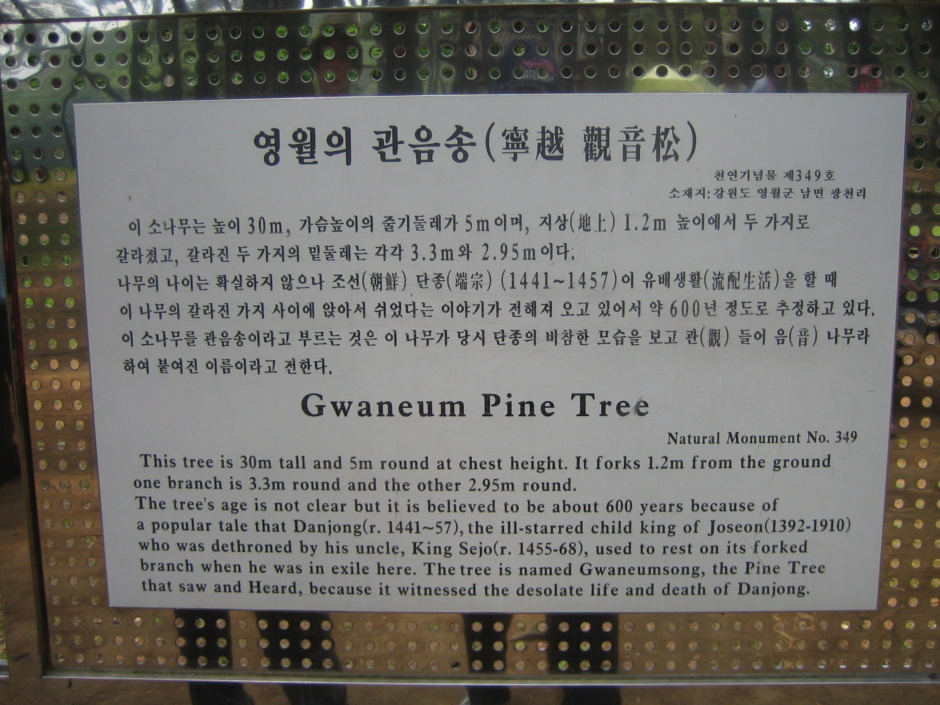 영월의 관음송(寧越 觀音松)
천연기념물 제349호
소재지:강원도 영월군 남면 광천리
이 소나무는 높이 30m, 가슴높이의 줄기둘레가 5m이며, 지상(地上) 1.2m 높이에서 두 가지로
갈라졌고, 갈라진 두 가지의 밑둘레는 각각 3.3m와 2.95m이다.
나무의 나이는 확실하지 않으나 조선(朝鮮) 단종(端宗) (1441~1457)이 유배생활(流配生活)을 할 때
이 나무의 갈라진 가지 사이에 앉아서 쉬었다는 이야기가 전해져 오고 있어서 약 600년 정도로 추정하고 있다.
이 소나무를 관음송이라고 부르는 것은 이 나무가 당시 단종의 비참한 모습을 보고 관(觀) 들어 음(音) 나무라
하여 붙여진 이름이라고 전한다.
Gwaneum Pine Tree
Natural Monument No. 349
This tree is 30m tall and 5m round at chest height. It forks 1.2m from the ground
one branch is 3.3m round and the other 2.95m round.
The tree's age is not clear but it is believed to be about 600 years because of
a popular tale that Danjong(r. 1441~57), the ill-starred child king of Joseon(1392-1910)
who was dethroned by his uncle, King Sejo(r. 1455-68), used to rest on its forked
branch when he was in exile here. The tree is named Gwaneumsong, the Pine Tree
that saw and Heard, because it witnessed the desolate life and death of Danjong.